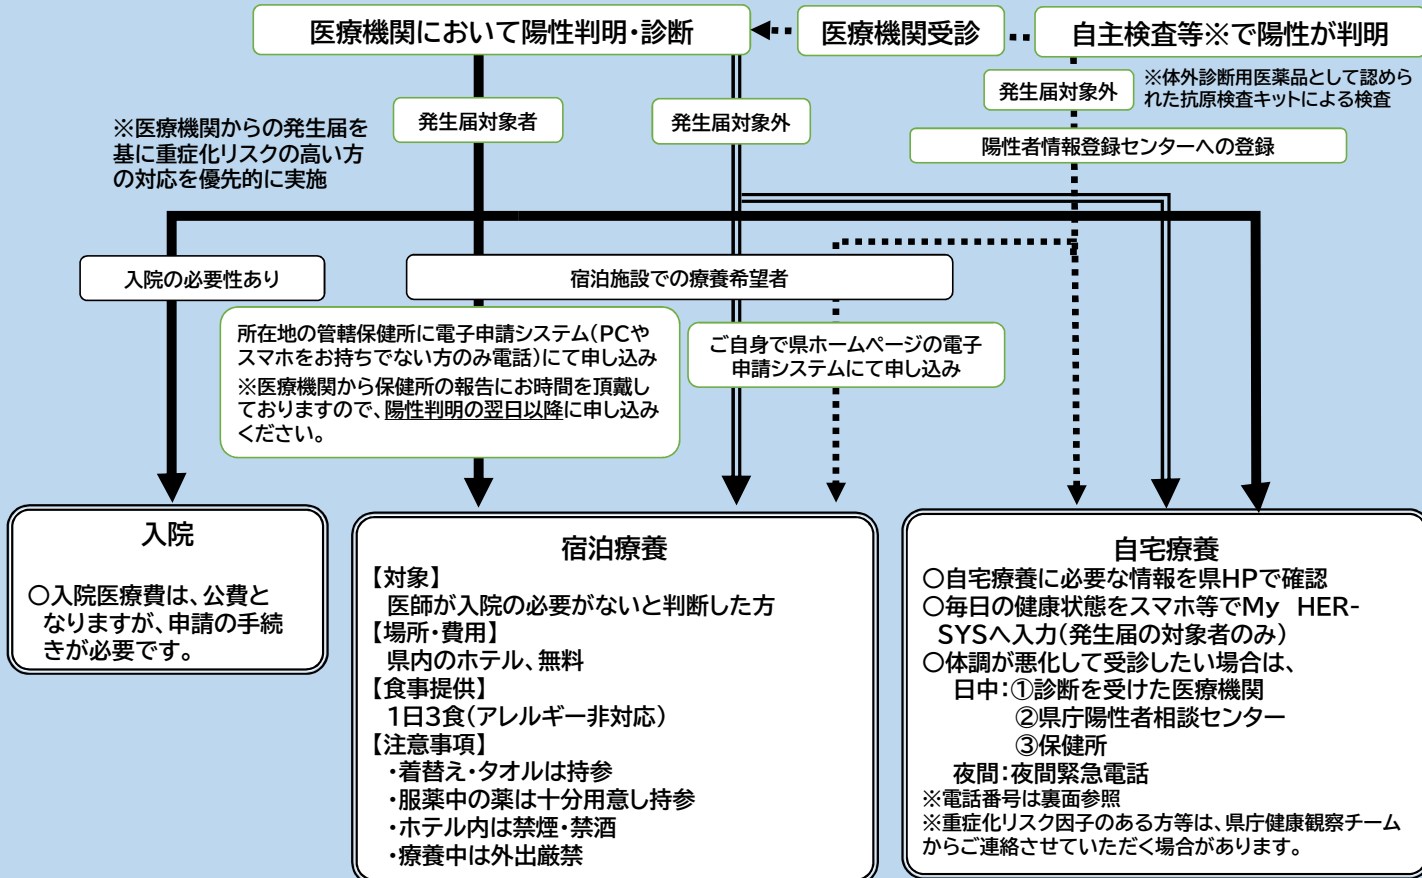 医療機関において陽性判明・診断
医療機関受診
自主検査等※で陽性が判明
発生届対象者
発生届対象外
発生届対象外
※体外診断用医薬品として認めら
れた抗原検査キットによる検査
※医療機関からの発生届を
基に重症化リスクの高い方
の対応を優先的に実施
陽性者情報登録センターへの登録
入院の必要性あり
宿泊施設での療養希望者
所在地の管轄保健所に電子申請システム(PCや
スマホをお持ちでない方のみ電話)にて申し込み
※医療機関から保健所の報告にお時間を頂戴し
ておりますので、陽性判明の翌日以降に申し込み
ください。
ご自身で県ホームページの電子
申請システムにて申し込み
入院
○入院医療費は、公費と
なりますが、申請の手続
きが必要です。
宿泊療養
【対象】
医師が入院の必要がないと判断した方
【場所・費用】
県内のホテル、無料
【食事提供】
1日3食(アレルギー非対応)
【注意事項】
・着替え・タオルは持参
・服薬中の薬は十分用意し持参
・ホテル内は禁煙・禁酒
・療養中は外出厳禁
自宅療養
○自宅療養に必要な情報を県HPで確認
○毎日の健康状態をスマホ等でMy HER-
SYSへ入力(発生届の対象者のみ)
○体調が悪化して受診したい場合は、
日中:①診断を受けた医療機関
②県庁陽性者相談センター
③保健所
夜間:夜間緊急電話
※電話番号は裏面参照
※重症化リスク因子のある方等は、県庁健康観察チーム
からご連絡させていただく場合があります。